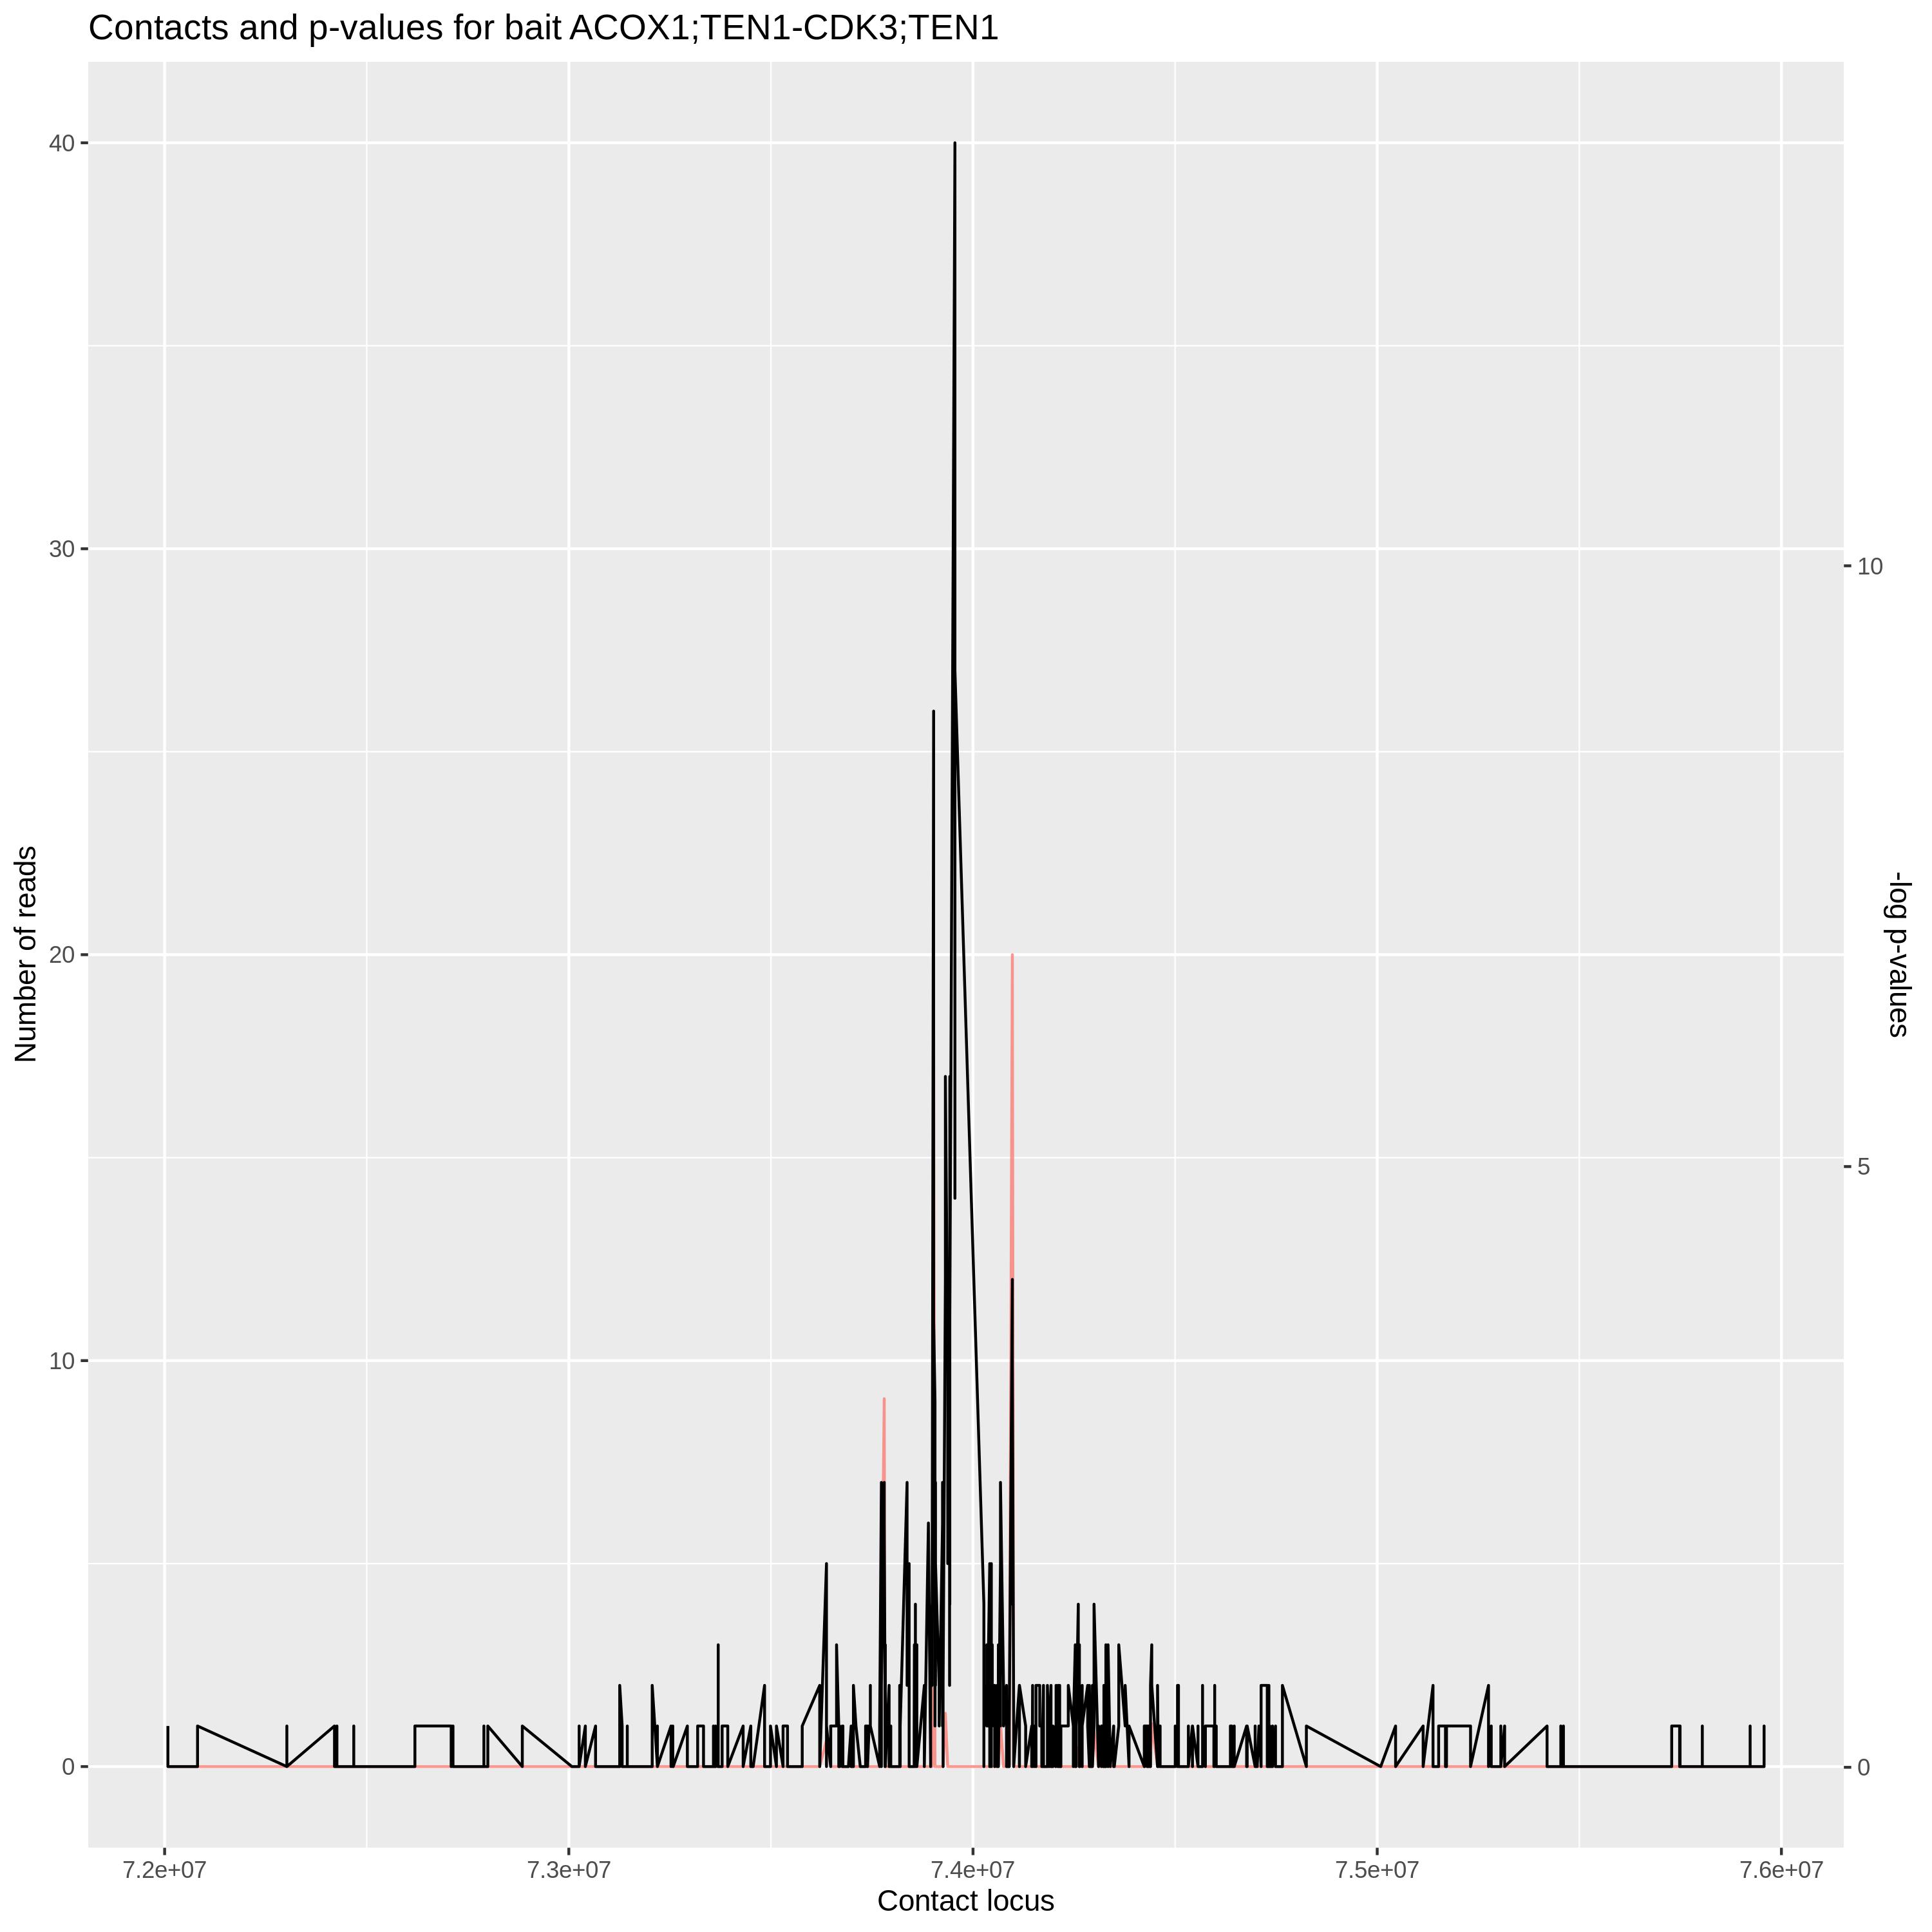 Contacts and p-values for bait ACOX1;TEN1-CDK3;TEN1
40
30
20
10
0
Number of reads
10
5
0
-log p-values
7.2e+07
7.3e+07
7.4e+07
7.5e+07
7.6e+07
Contact locus